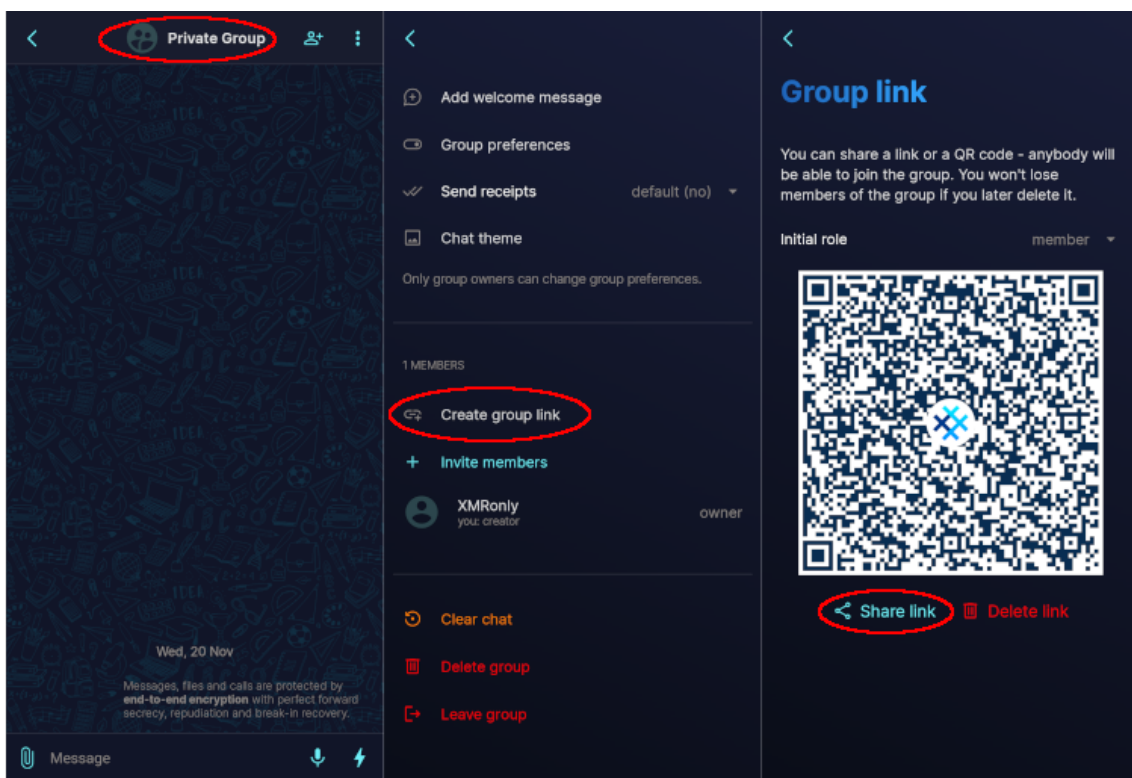 Private Group
IDEA
IDEA
IDEA
IDEA
Wed, 20 Nov
Messages, files and calls are protected by
end-to-end encryption with perfect forward
secrecy, repudiation and break-in recovery.
Message
Add welcome message
Group preferences
Send receipts default (no)
Chat theme
Only group owners can change group preferences.
1 MEMBERS
Create group link
Invite members
XMRonly
you: creator
owner
Clear chat
Delete group
Leave group
Group link
You can share a link or a QR code - anybody will
be able to join the group. You won't lose
members of the group if you later delete it.
Initial role member
Share link Delete link